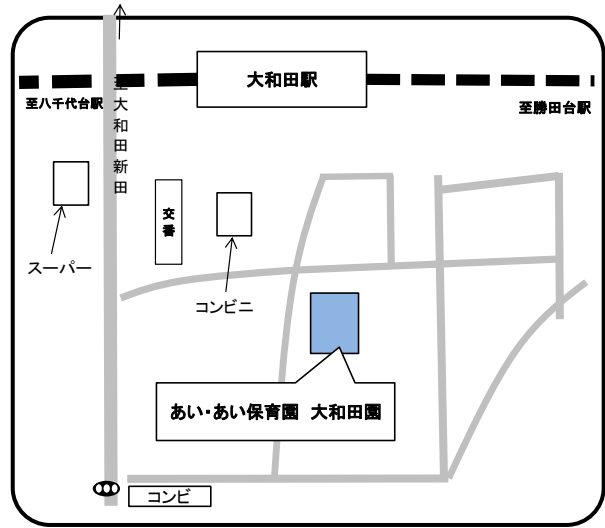 大和田駅
至八千代台駅
至勝田台駅
至大和田新田
交番
スーパー
コンビニ
あい・あい保育園 大和田園
コンビ